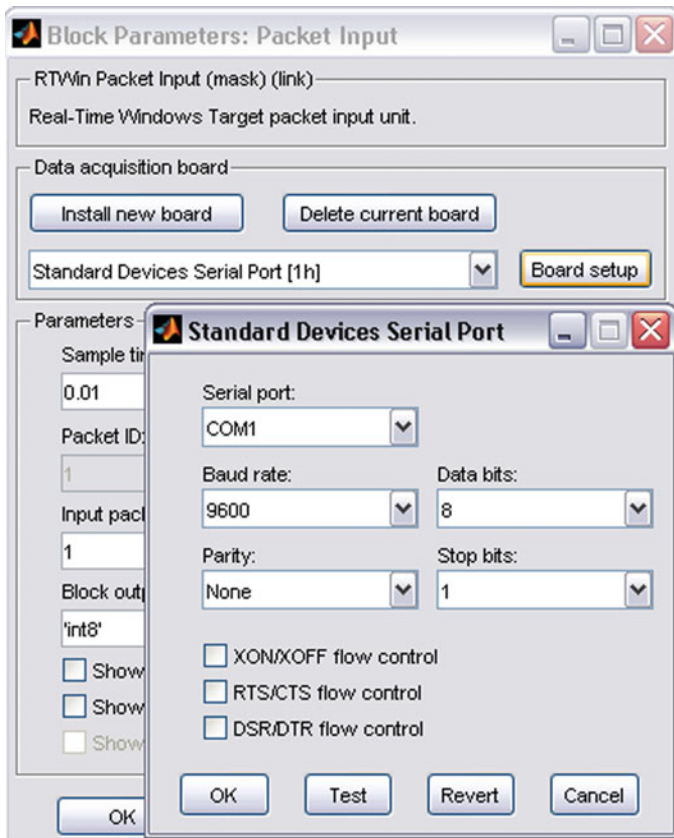 Block Parameters: Packet Input
RTWin Packet Input (mask) (link)
Real-Time Windows Target packet input unit.
Data acquisition board
Install new board
Delete current board
Standard Devices Serial Port [1h]
Board setup
Parameters
Sample
0.01
Packet ID:
1
Input
1
Block
'int8'
Show
Show
Show
OK
Standard Devices Serial Port
Serial port:
COM1
Baud rate:
Data bits:
9600
8
Parity:
Stop bits:
None
1
XON/XOFF flow control
RTS/CTS flow control
DSR/DTR flow control
OK
Test
Revert
Cancel